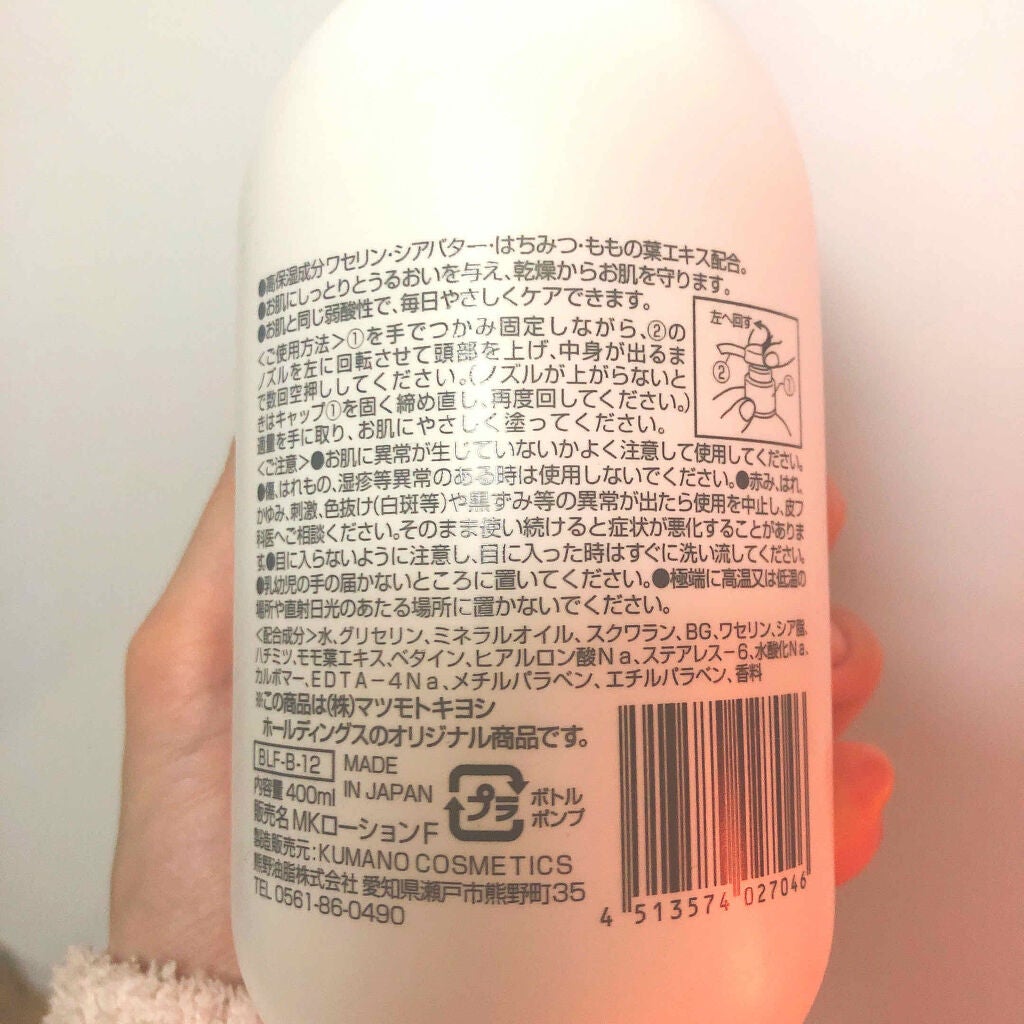 ●高保湿成分ワセリン・シアバター・はちみつ・ももの葉エキス配合。
●お肌にしっとりとうるおいを与え、乾燥からお肌を守ります。
●お肌と同じ弱酸性で、毎日やさしくケアできます。
〈ご使用方法〉①を手でつかみ固定しながら、②の
ノズルを左に回転させて頭部を上げ、中身が出るま
で数回空押ししてください。(ノズルが上がらないと
きはキャップ①を固く締め直し、再度回してください。)
適量を手に取り、お肌にやさしく塗ってください。
左へ回す
②
①
〈ご注意〉●お肌に異常が生じていないかよく注意して使用してください。
●傷、はれもの、湿疹等異常のある時は使用しないでください。●赤み、はれ、
かゆみ、刺激、色抜け(白斑等)や黒ずみ等の異常が出たら使用を中止し、皮フ
科医へご相談ください。そのまま使い続けると症状が悪化することがありま
す。●目に入らないように注意し、目に入った時はすぐに洗い流してください。
●乳幼児の手の届かないところに置いてください。●極端に高温又は低温の
場所や直射日光のあたる場所に置かないでください。
〈配合成分〉水、グリセリン、ミネラルオイル、スクワラン、BG、ワセリン、シア脂、
ハチミツ、モモ葉エキス、ベタイン、ヒアルロン酸Na、ステアレス-6、水酸化Na、
カルボマー、EDTA-4Na、メチルパラベン、エチルパラベン、香料
※この商品は(株)マツモトキヨシ
ホールディングスのオリジナル商品です。
BLF-B-12
MADE
IN JAPAN
内容量 400ml
プラ
ボトル
ポンプ
販売名 MKローションF
製造販売元:KUMANO COSMETICS
熊野油脂株式会社 愛知県瀬戸市熊野町35
TEL 0561-86-0490
4 513574 027046